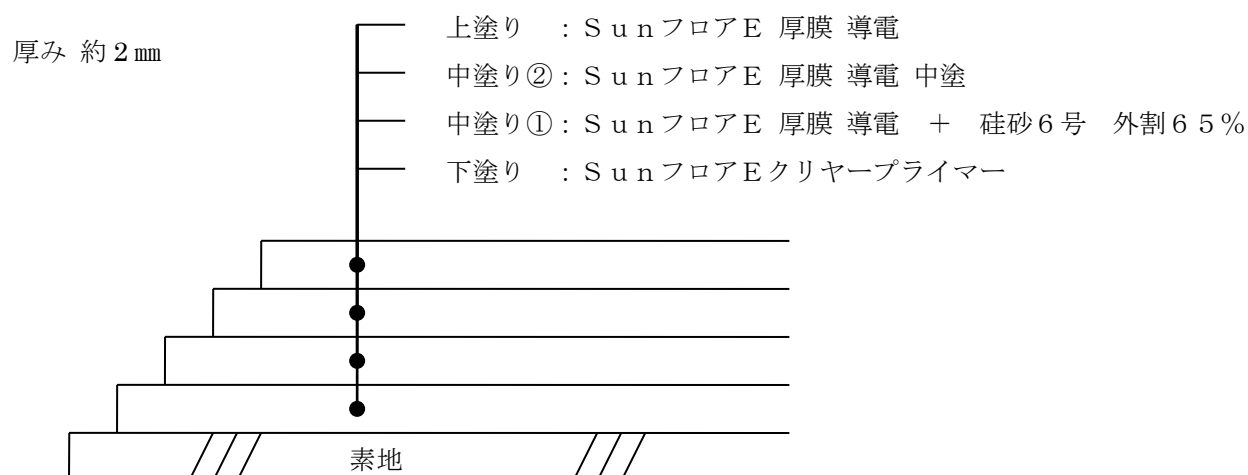 厚み 約２㎜
上塗り　：ＳｕｎフロアＥ 厚膜 導電
中塗り②：ＳｕｎフロアＥ 厚膜 導電 中塗
中塗り①：ＳｕｎフロアＥ 厚膜 導電　＋　硅砂６号　外割６５％
下塗り　：ＳｕｎフロアＥクリヤープライマー
素地